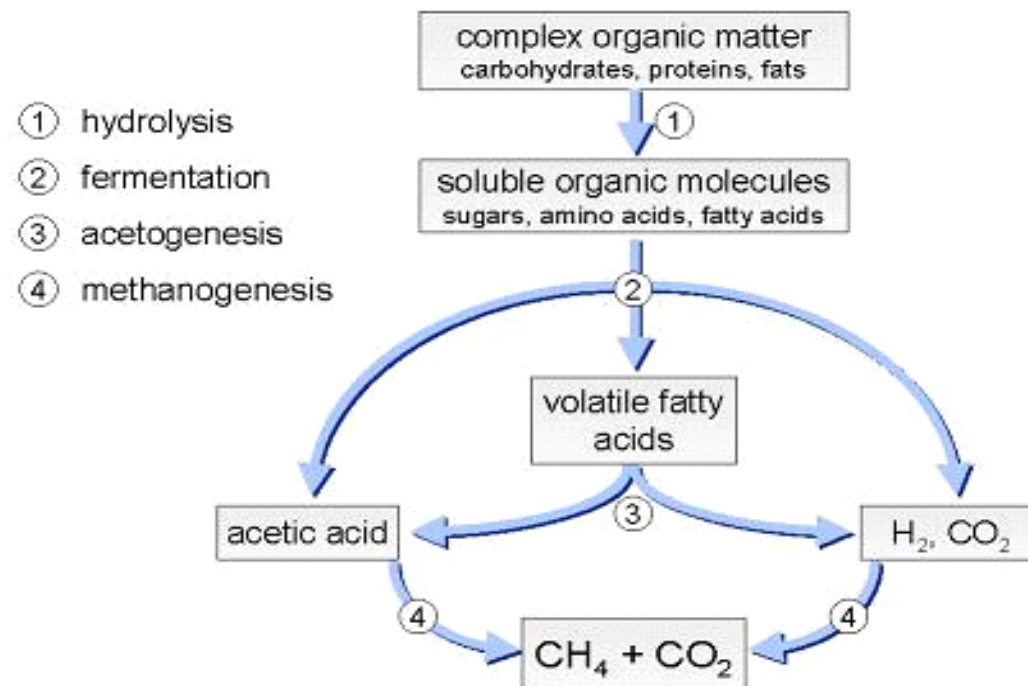 complex organic matter
carbohydrates, proteins, fats
① hydrolysis
② fermentation
③ acetogenesis
④ methanogenesis
①
soluble organic molecules
sugars, amino acids, fatty acids
②
volatile fatty
acids
③
acetic acid
H₂, CO₂
④
④
CH₄ + CO₂